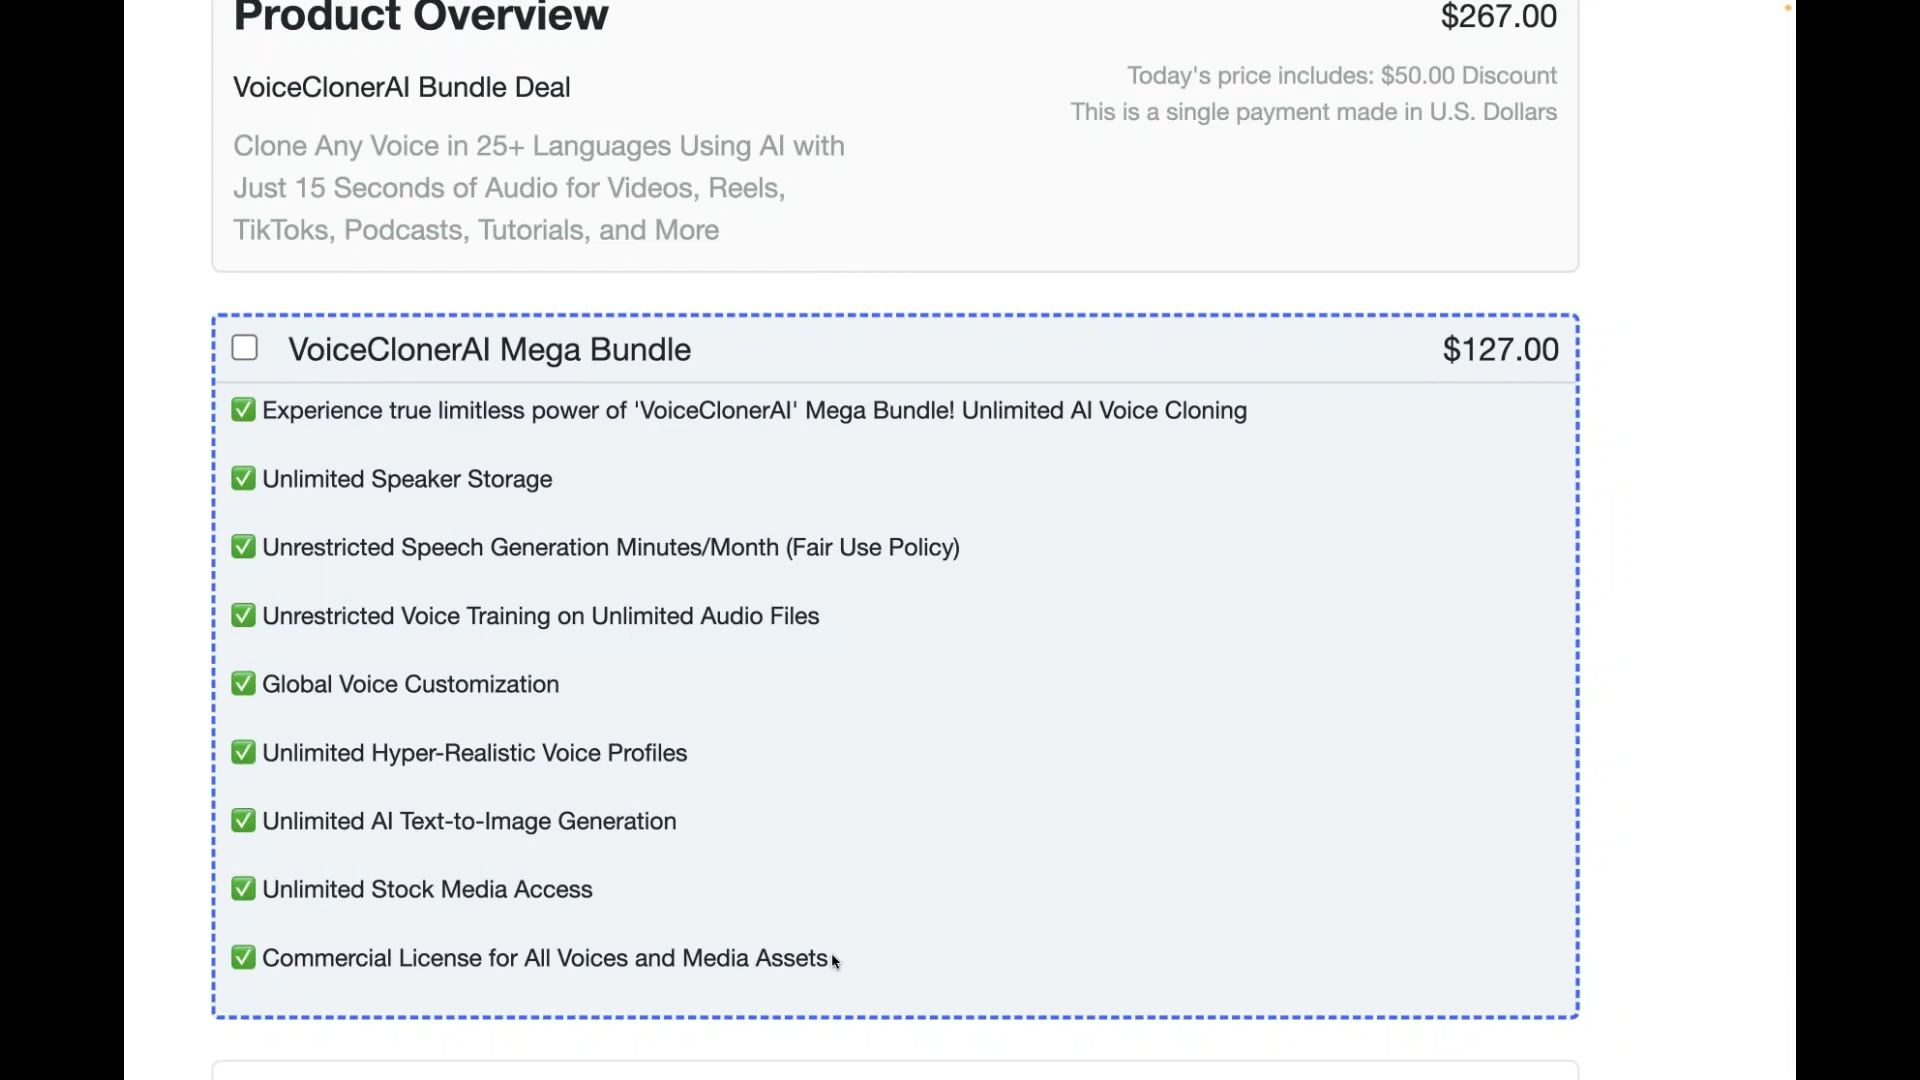 Product Overview
$267.00
VoiceClonerAI Bundle Deal
Today's price includes: $50.00 Discount
This is a single payment made in U.S. Dollars
Clone Any Voice in 25+ Languages Using AI with
Just 15 Seconds of Audio for Videos, Reels,
TikToks, Podcasts, Tutorials, and More
VoiceClonerAI Mega Bundle
$127.00
✅ Experience true limitless power of 'VoiceClonerAI' Mega Bundle! Unlimited AI Voice Cloning
✅ Unlimited Speaker Storage
✅ Unrestricted Speech Generation Minutes/Month (Fair Use Policy)
✅ Unrestricted Voice Training on Unlimited Audio Files
✅ Global Voice Customization
✅ Unlimited Hyper-Realistic Voice Profiles
✅ Unlimited AI Text-to-Image Generation
✅ Unlimited Stock Media Access
✅ Commercial License for All Voices and Media Assets